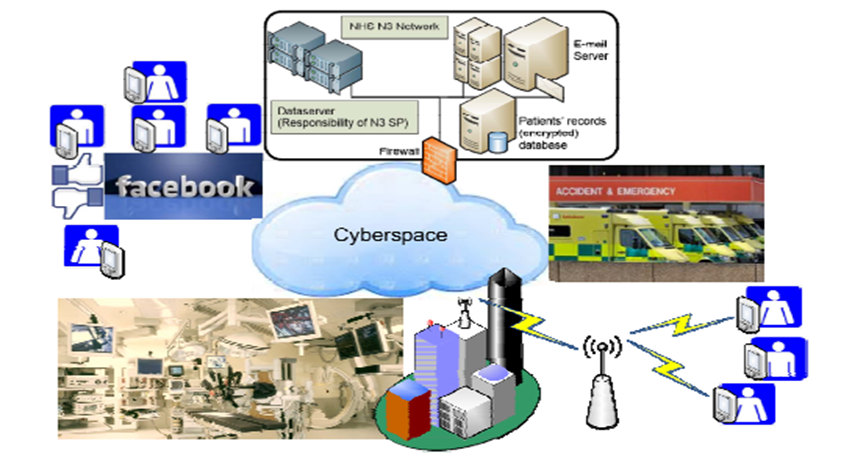 NHS N3 Network
E-mail
Server
Dataserver
(Responsibility of N3 SP)
Patients' records
(encrypted)
database
Firewall
facebook
ACCIDENT & EMERGENCY
Cyberspace